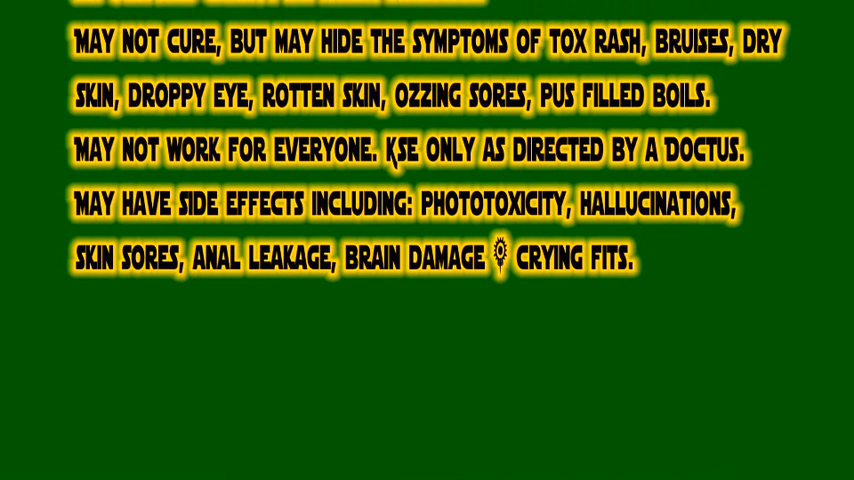 MAY NOT CURE, BUT MAY HIDE THE SYMPTOMS OF TOX RASH, BRUISES, DRY
SKIN, DROPPY EYE, ROTTEN SKIN, OZZING SORES, PUS FILLED BOILS.
MAY NOT WORK FOR EVERYONE. KSE ONLY AS DIRECTED BY A DOCTUS.
MAY HAVE SIDE EFFECTS INCLUDING: PHOTOTOXICITY, HALLUCINATIONS,
SKIN SORES, ANAL LEAKAGE, BRAIN DAMAGE CRYING FITS.